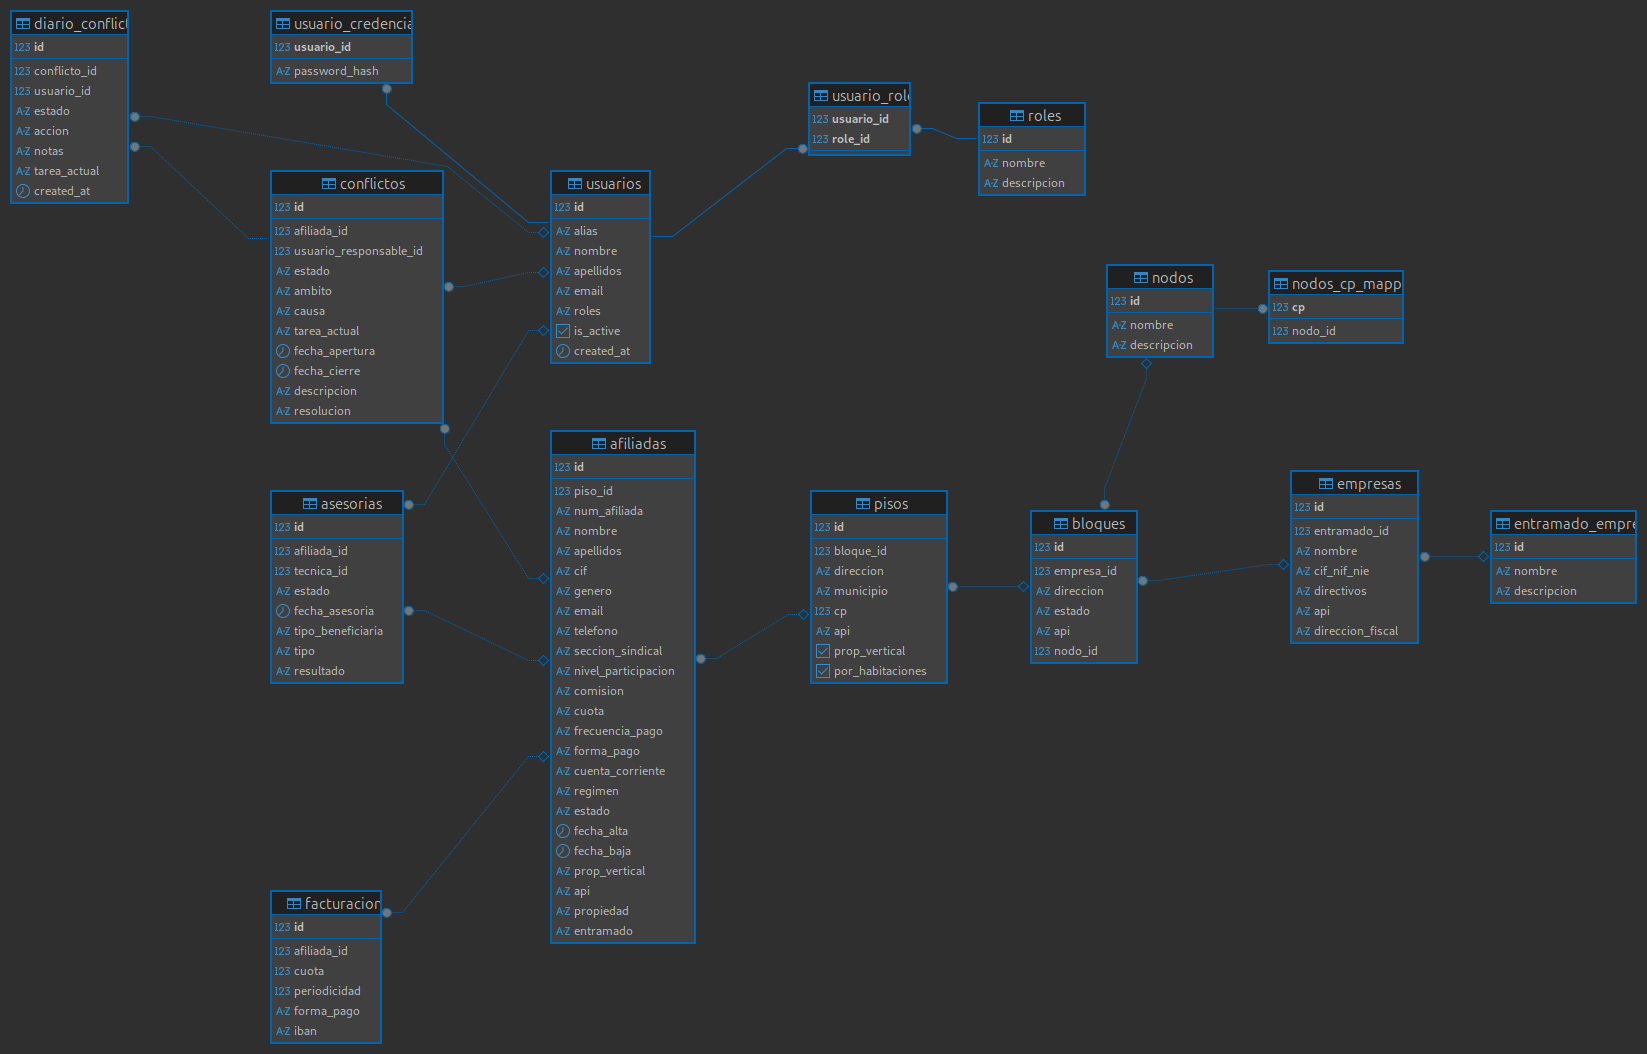 diario_conflict
123 id
123 conflicto_id
123 usuario_id
A-Z estado
A-Z accion
A-Z notas
A-Z tarea_actual
created_at
usuario_credencia
123 usuario_id
A-Z password_hash
conflictos
123 id
123 afiliada_id
123 usuario_responsable_id
A-Z estado
A-Z ambito
A-Z causa
A-Z tarea_actual
fecha_apertura
fecha_cierre
A-Z descripcion
A-Z resolucion
usuarios
123 id
A-Z alias
A-Z nombre
A-Z apellidos
A-Z email
A-Z roles
is_active
created_at
usuario_role
123 usuario_id
123 role_id
roles
123 id
A-Z nombre
A-Z descripcion
nodos
123 id
A-Z nombre
A-Z descripcion
nodos_cp_mapp
123 cp
123 nodo_id
asesorias
123 id
123 afiliada_id
123 tecnica_id
A-Z estado
fecha_asesoria
A-Z tipo_beneficiaria
A-Z tipo
A-Z resultado
afiliadas
123 id
123 piso_id
A-Z num_afiliada
A-Z nombre
A-Z apellidos
A-Z cif
A-Z genero
A-Z email
A-Z telefono
A-Z seccion_sindical
A-Z nivel_participacion
A-Z comision
A-Z cuota
A-Z frecuencia_pago
A-Z forma_pago
A-Z cuenta_corriente
A-Z regimen
A-Z estado
fecha_alta
fecha_baja
A-Z prop_vertical
A-Z api
A-Z propiedad
A-Z entramado
pisos
123 id
123 bloque_id
A-Z direccion
A-Z municipio
123 cp
A-Z api
prop_vertical
por_habitaciones
bloques
123 id
123 empresa_id
A-Z direccion
A-Z estado
A-Z api
123 nodo_id
empresas
123 id
123 entramado_id
A-Z nombre
A-Z cif_nif_nie
A-Z directivos
A-Z api
A-Z direccion_fiscal
entramado_empre
123 id
A-Z nombre
A-Z descripcion
facturacion
123 id
123 afiliada_id
123 cuota
123 periodicidad
A-Z forma_pago
A-Z iban